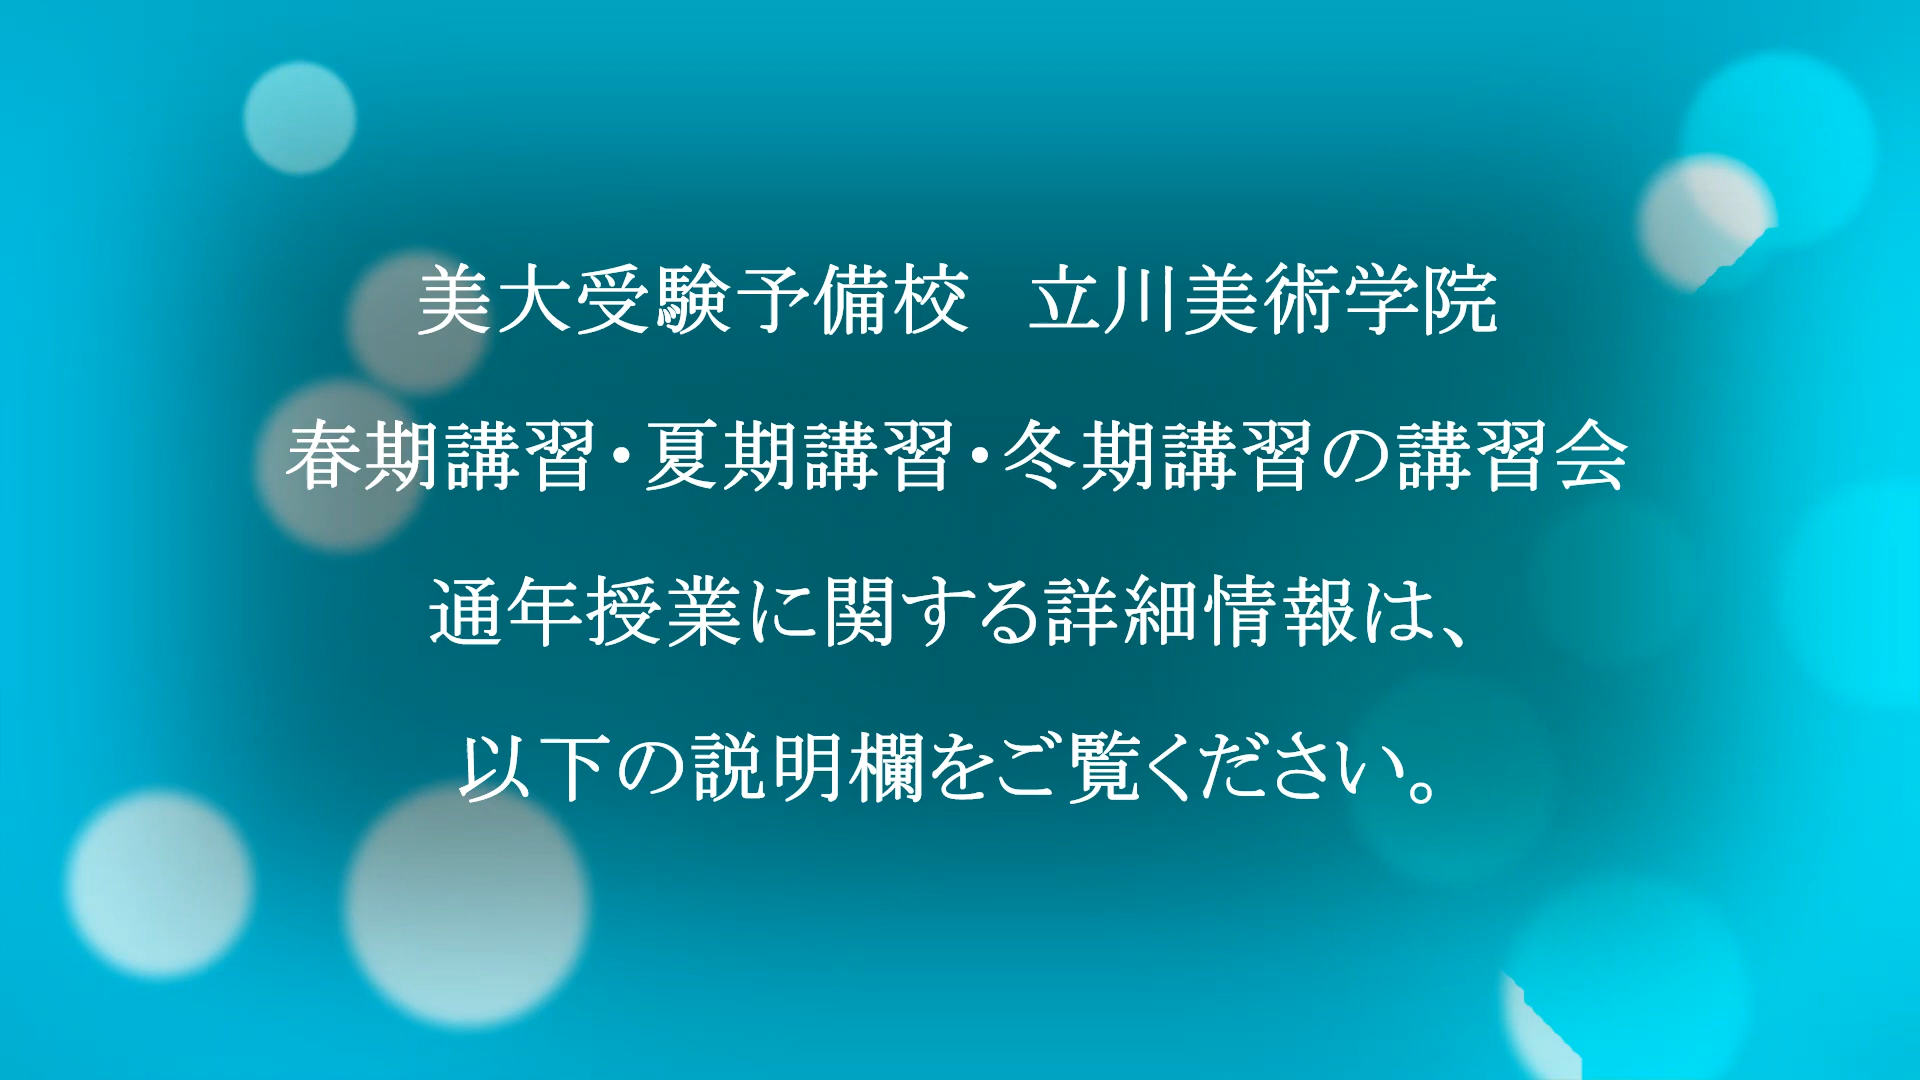 美大受験予備校　立川美術学院
春期講習・夏期講習・冬期講習の講習会
通年授業に関する詳細情報は、
以下の説明欄をご覧ください。